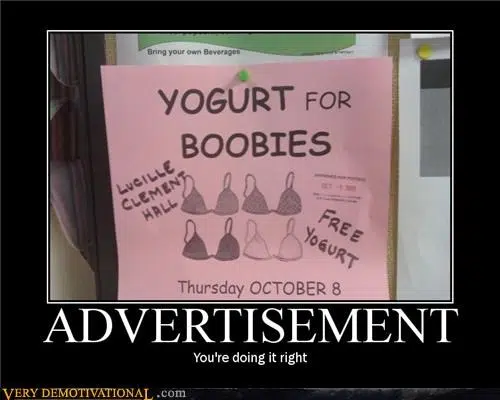 Bring your own Beverages
YOGURT FOR
BOOBIES
LUCILLE
CLEMENT
HALL
OCT
FREE
YOGURT
Thursday OCTOBER 8
ADVERTISEMENT
You're doing it right
VERY DEMOTIVATIONAL.com